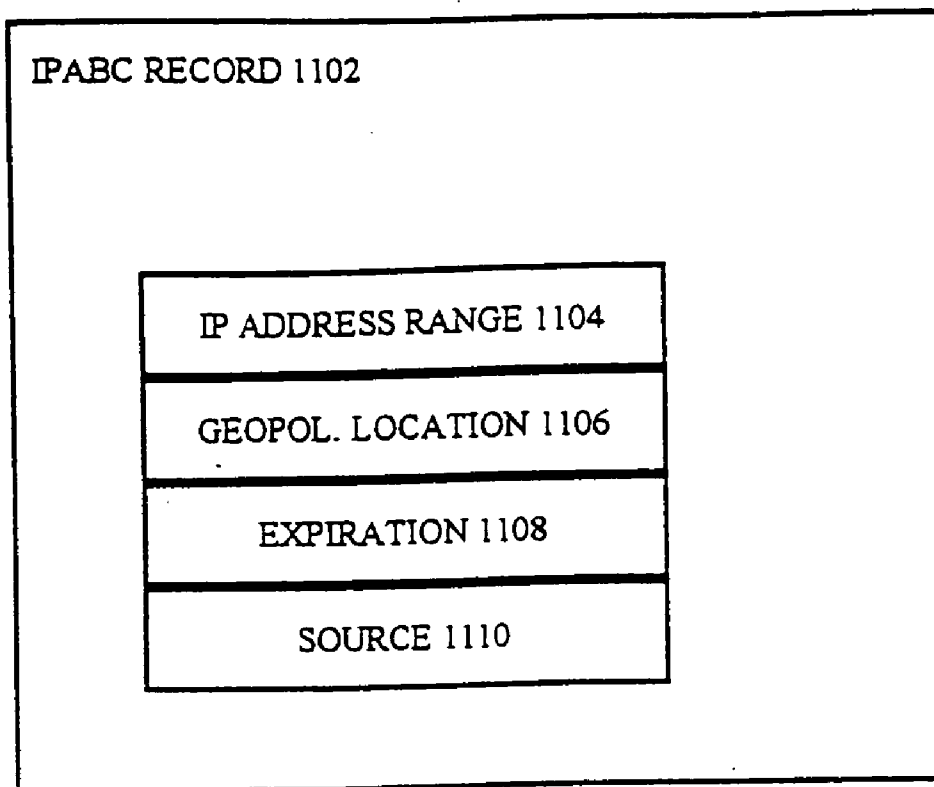 IPABC RECORD 1102
IP ADDRESS RANGE 1104
GEOPOL. LOCATION 1106
EXPIRATION 1108
SOURCE 1110